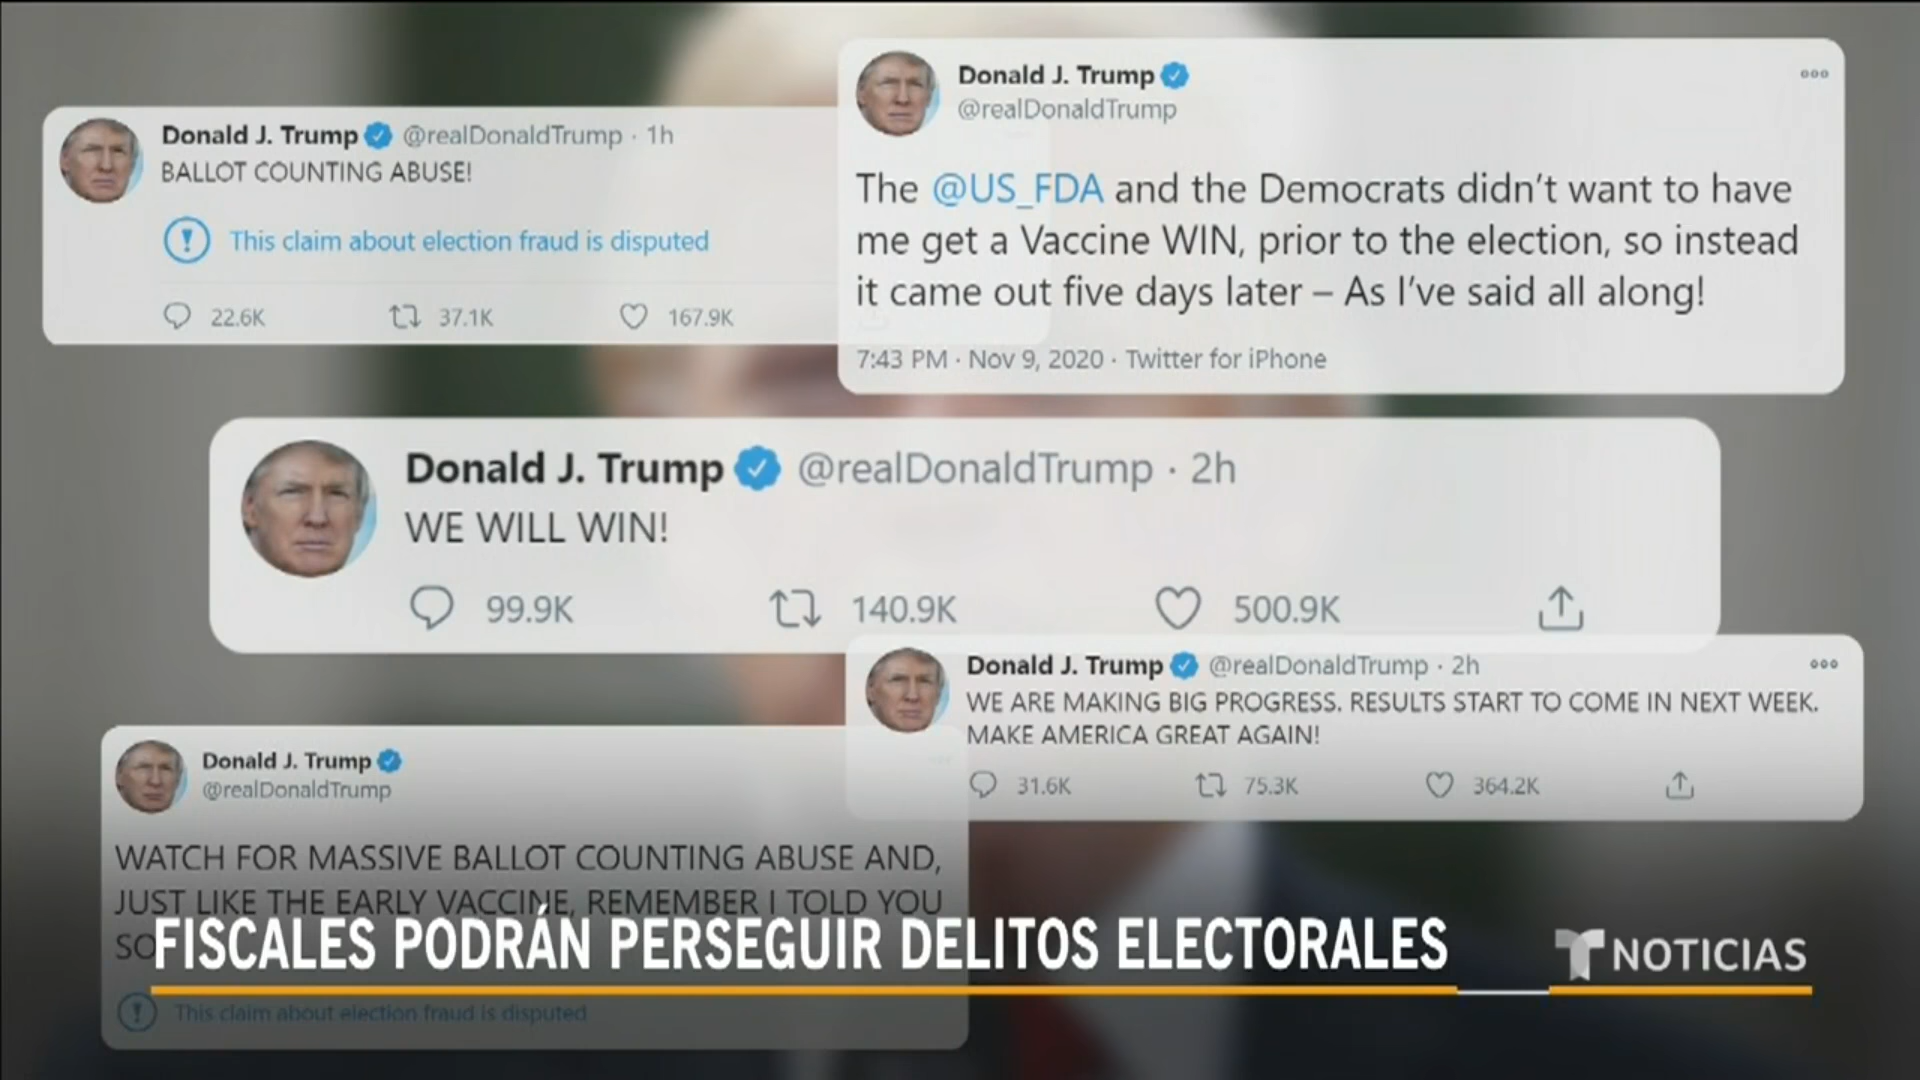 Donald J. Trump @realDonaldTrump · 1h
BALLOT COUNTING ABUSE!
This claim about election fraud is disputed
22.6K 37.1K 167.9K
Donald J. Trump
@realDonaldTrump
The @US_FDA and the Democrats didn't want to have
me get a Vaccine WIN, prior to the election, so instead
it came out five days later – As I've said all along!
7:43 PM · Nov 9, 2020 · Twitter for iPhone
Donald J. Trump @realDonaldTrump · 2h
WE WILL WIN!
99.9K 140.9K 500.9K
Donald J. Trump @realDonaldTrump · 2h
WE ARE MAKING BIG PROGRESS. RESULTS START TO COME IN NEXT WEEK.
MAKE AMERICA GREAT AGAIN!
31.6K 75.3K 364.2K
Donald J. Trump
@realDonaldTrump
WATCH FOR MASSIVE BALLOT COUNTING ABUSE AND,
JUST LIKE THE EARLY VACCINE, REMEMBER I TOLD YOU
SO
This claim about election fraud is disputed
FISCALES PODRÁN PERSEGUIR DELITOS ELECTORALES
T NOTICIAS